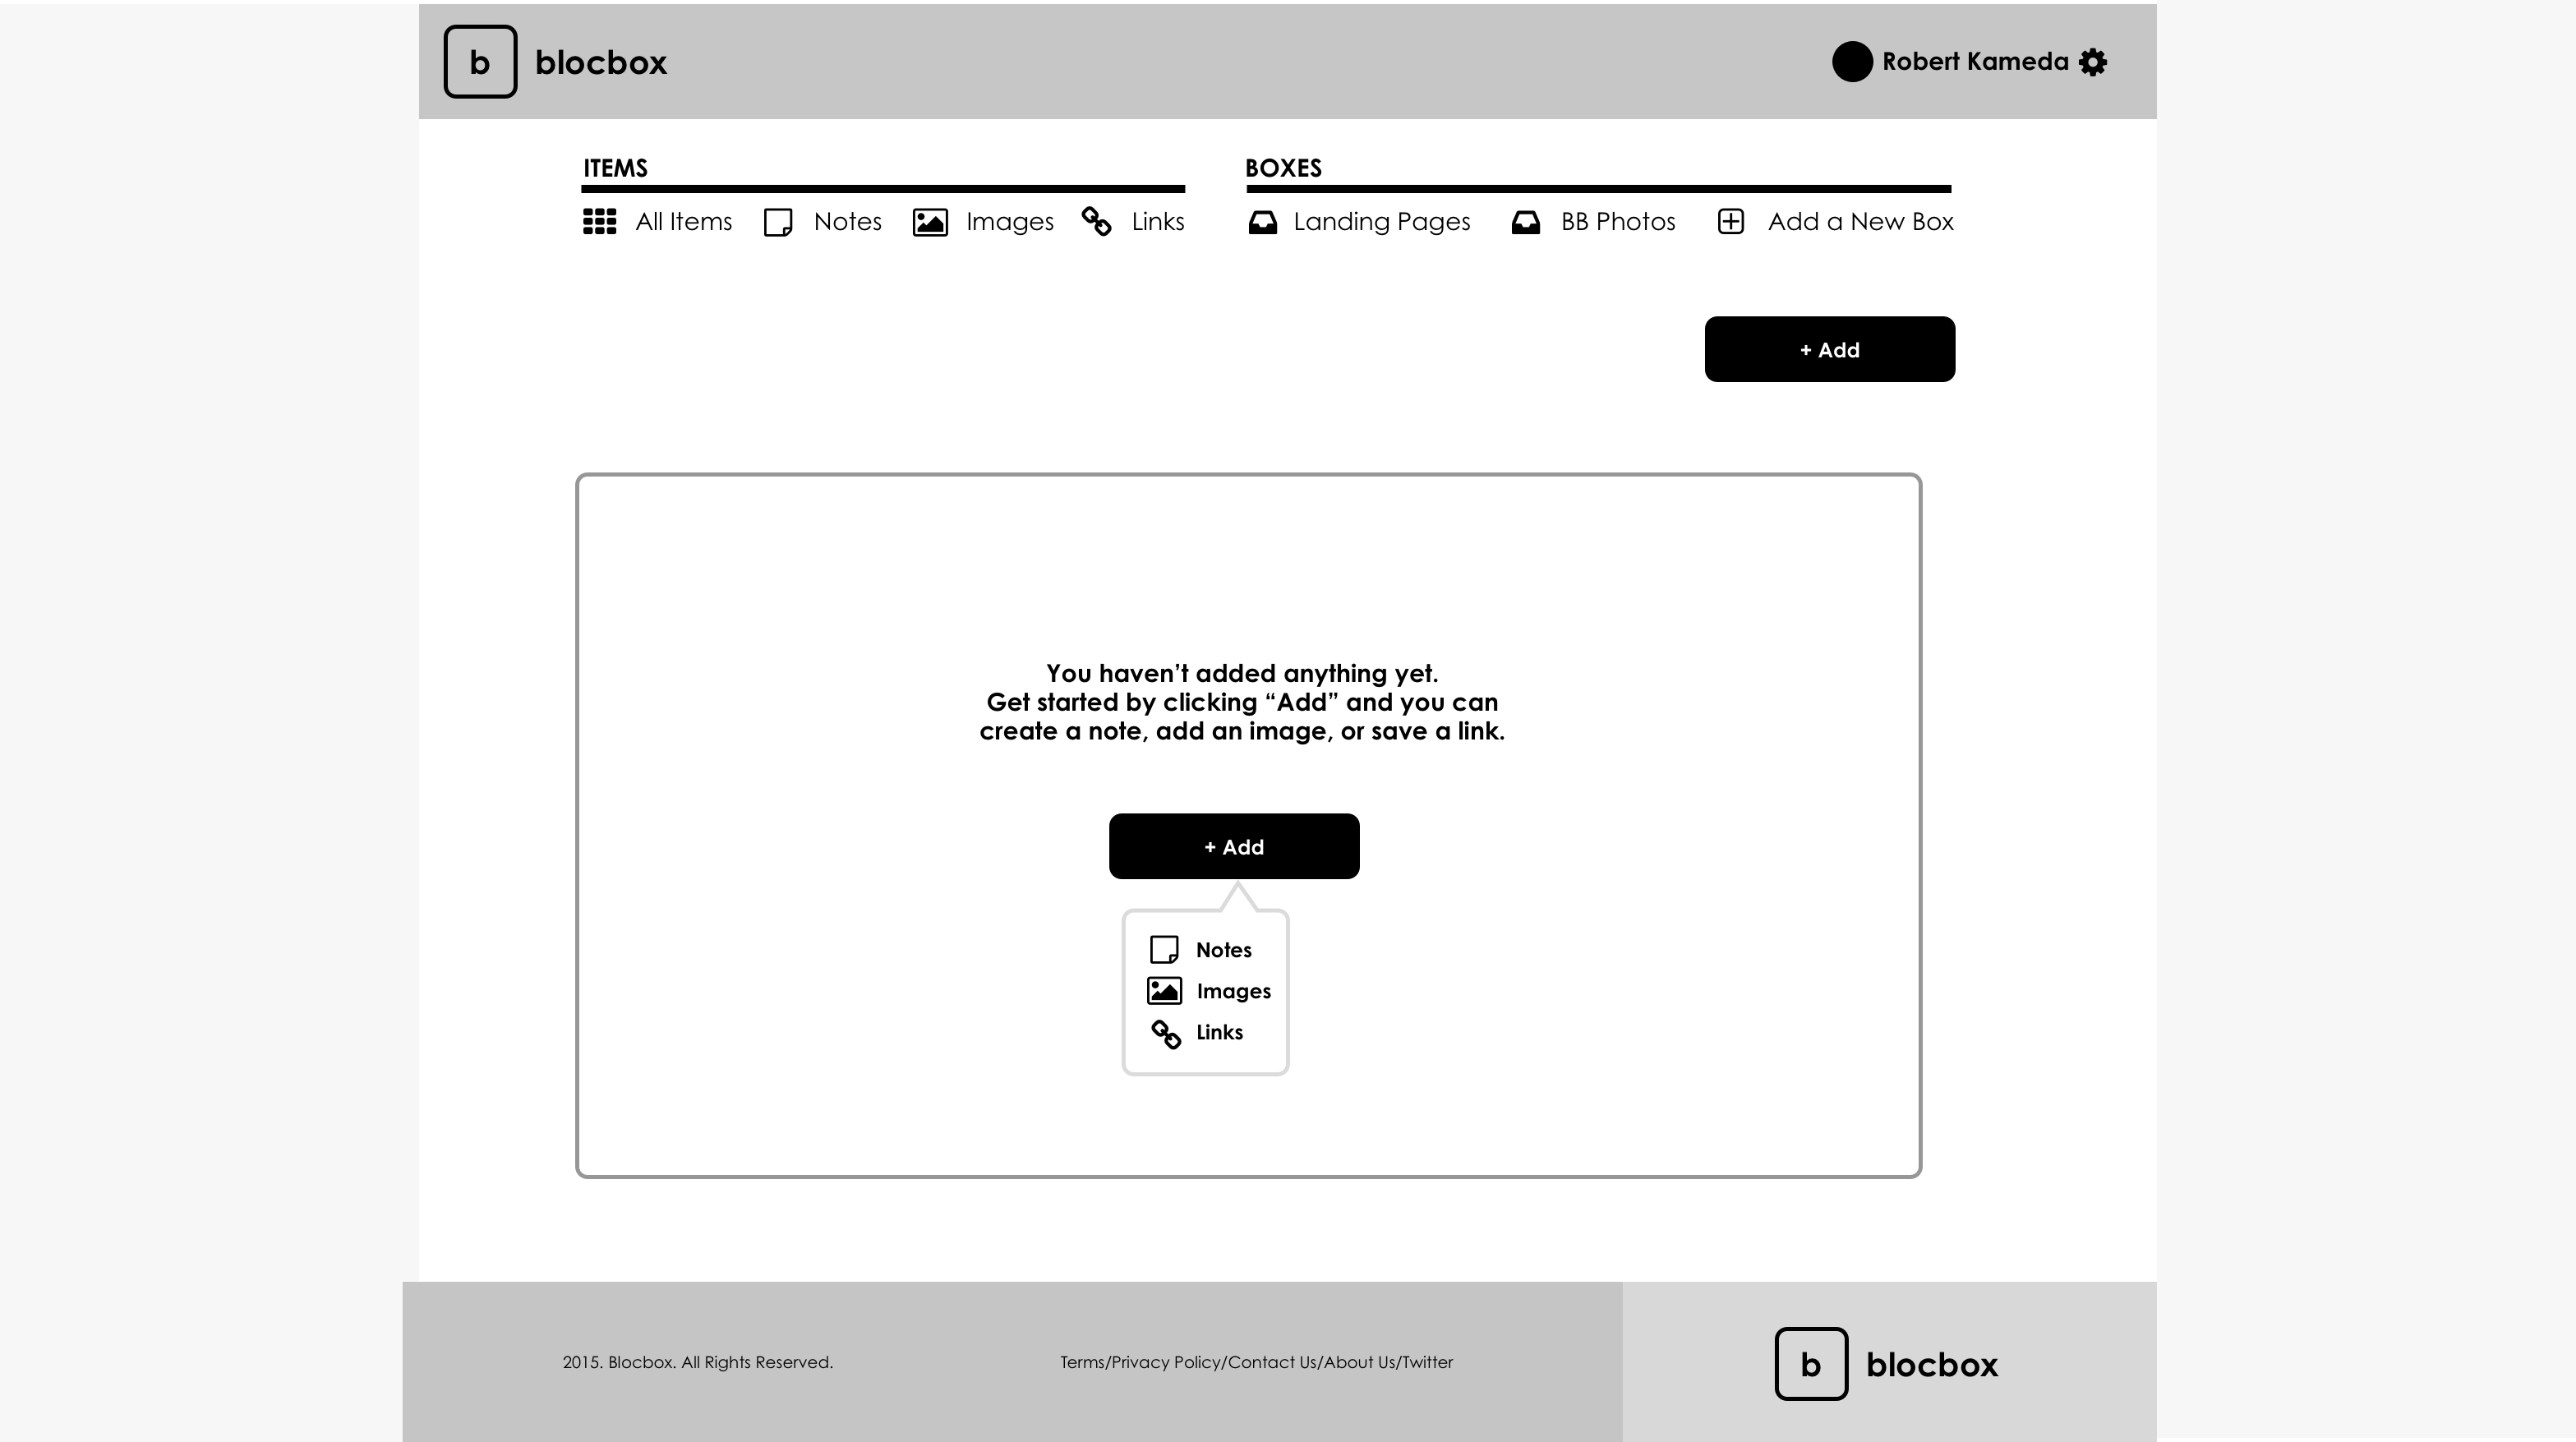 b blocbox
Robert Kameda
ITEMS
All Items Notes Images Links
BOXES
Landing Pages BB Photos Add a New Box
+ Add
You haven’t added anything yet.
Get started by clicking “Add” and you can
create a note, add an image, or save a link.
+ Add
Notes
Images
Links
2015. Blocbox. All Rights Reserved.
Terms/Privacy Policy/Contact Us/About Us/Twitter
b blocbox